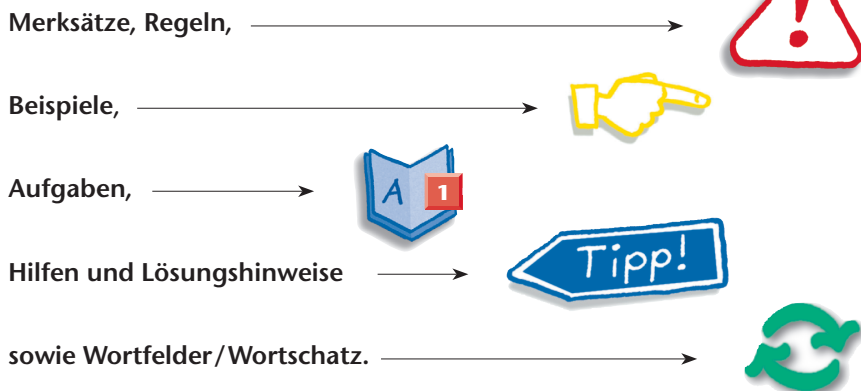 Merksätze, Regeln,
!
Beispiele,
Aufgaben,
A 1
Hilfen und Lösungshinweise
Tipp!
sowie Wortfelder/Wortschatz.